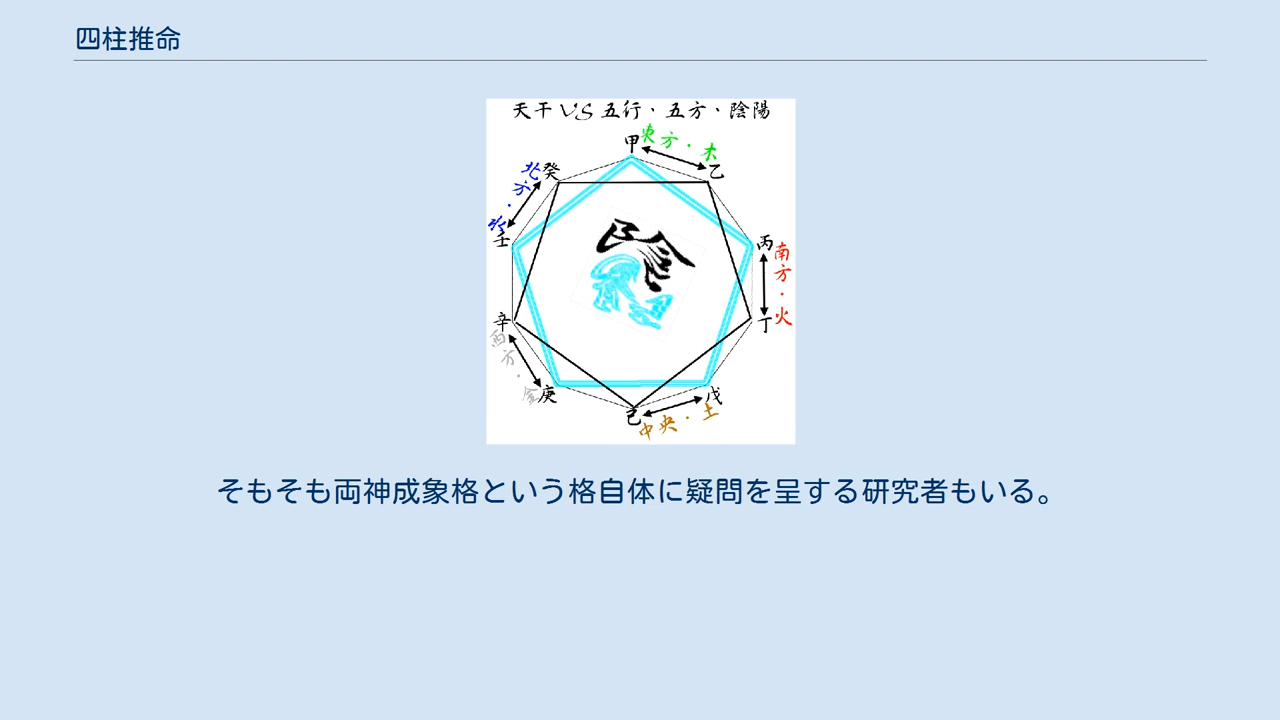 四柱推命
天干 VS 五行・五方・陰陽
甲
東方・木
乙
癸
北方・水
壬
丙
南方・火
丁
陰
陽
辛
西方・金
庚
戊
己
中央・土
そもそも両神成象格という格自体に疑問を呈する研究者もいる。